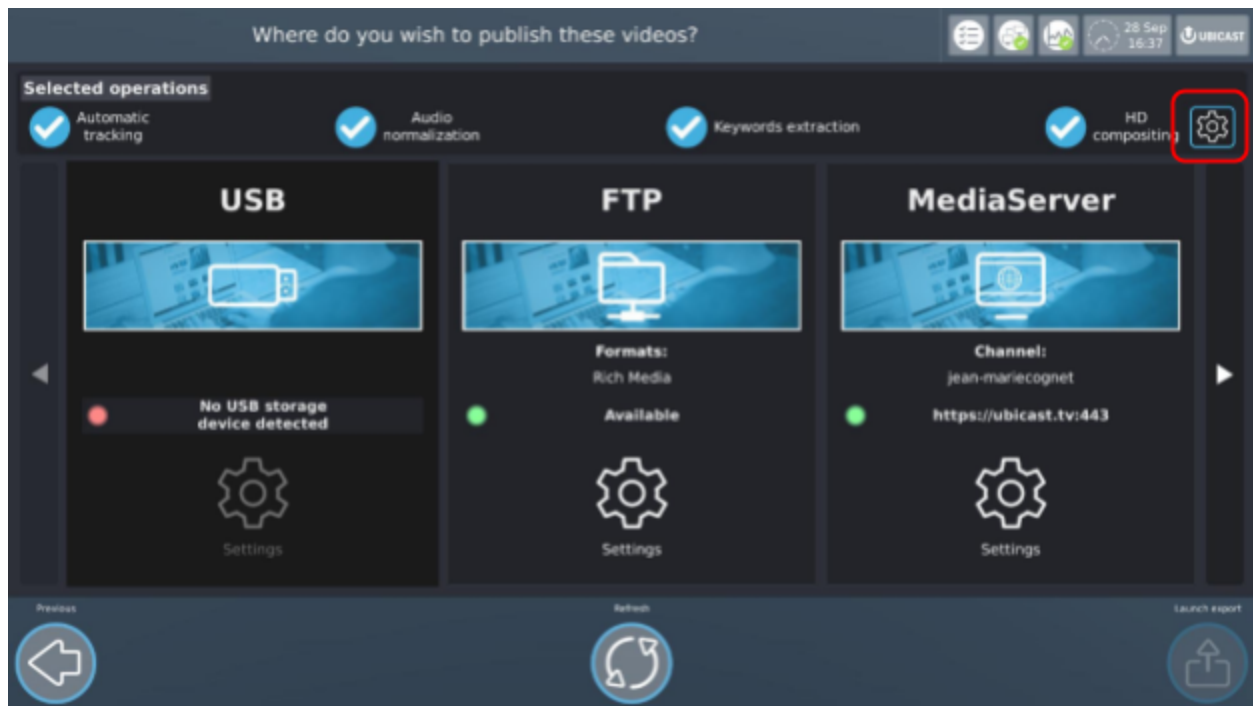 Where do you wish to publish these videos?
28 Sep
16:37
UBICAST
Selected operations
Automatic
tracking
Audio
normalization
Keywords extraction
HD
compositing
USB
FTP
MediaServer
Formats:
Rich Media
Channel:
jean-mariecognet
No USB storage
device detected
Available
https://ubicast.tv:443
Settings
Settings
Settings
Previous
Refresh
Launch export